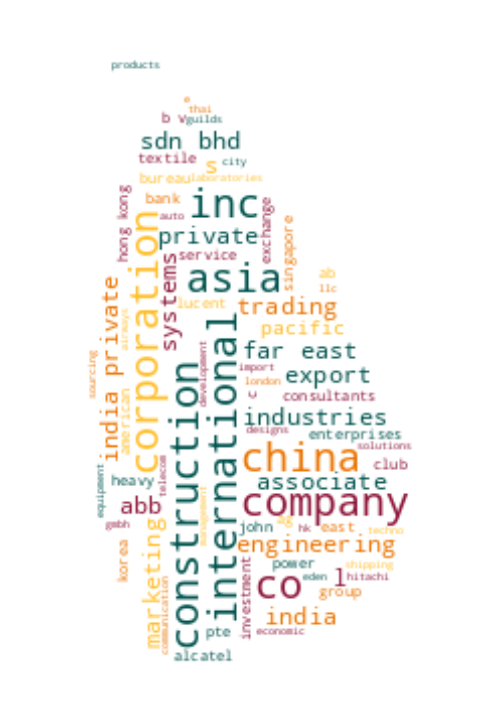 products
e
thai
b v
guilds
sdn bhd
textile
s
city
bureau
laboratories
bank
inc
hong kong
auto
exchange
corporation
private
singapore
service
systems
asia
ab
llc
lucent
trading
india private
airways
pacific
international
far east
sourcing
development
import
export
london
construction
american
c
consultants
industries
designs
enterprises
solutions
china
club
equipment
heavy
telecom
associate
abb
company
management
gmbh
john
ag
hk
east
techno
marketing
engineering
korea
power
shipping
communication
investment
co
eden
l
hitachi
group
india
pte
economic
alcatel